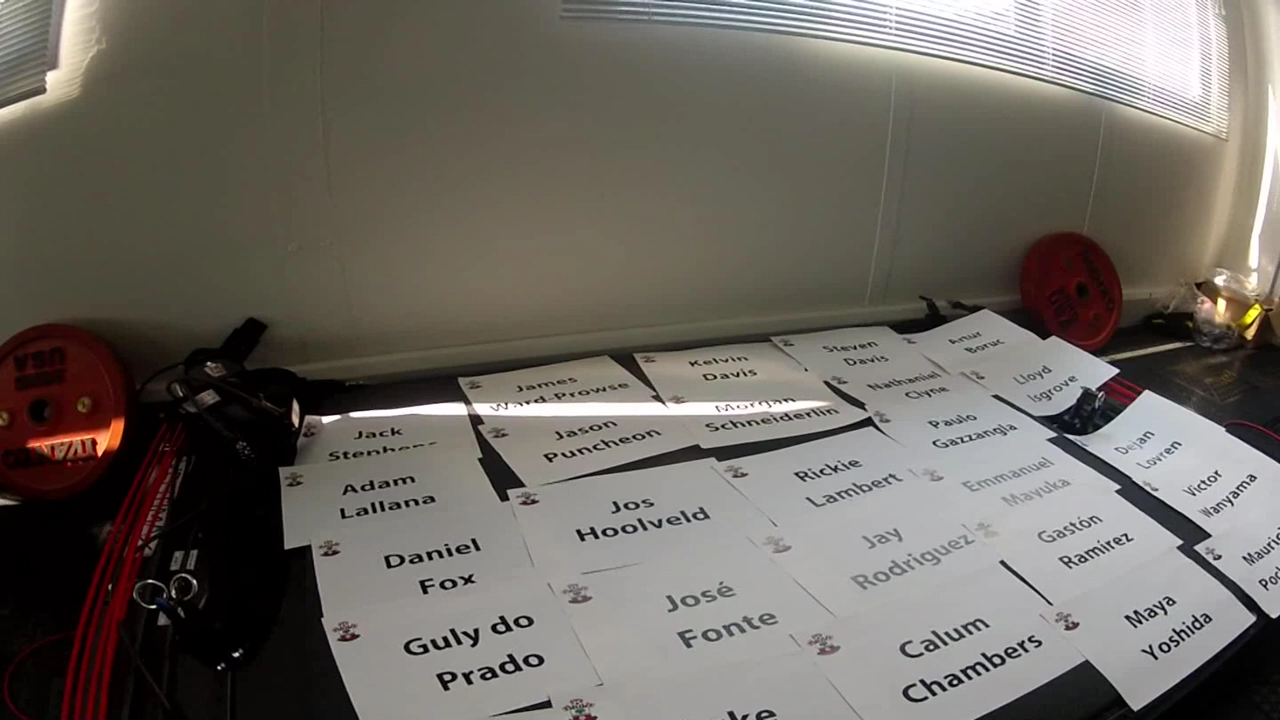 James
Ward-Prowse
Kelvin
Davis
Steven
Davis
Artur
Boruc
Jack
Jason
Puncheon
Morgan
Schneiderlin
Nathaniel
Clyne
Lloyd
Isgrove
Adam
Lallana
Jos
Hoolveld
Rickie
Lambert
Paulo
Gazzangla
Dejan
Lovren
Daniel
Fox
José
Fonte
Jay
Rodriguez
Emmanuel
Mayuka
Victor
Wanyama
Guly do
Prado
Calum
Chambers
Gastón
Ramírez
Maya
Yoshida
USA